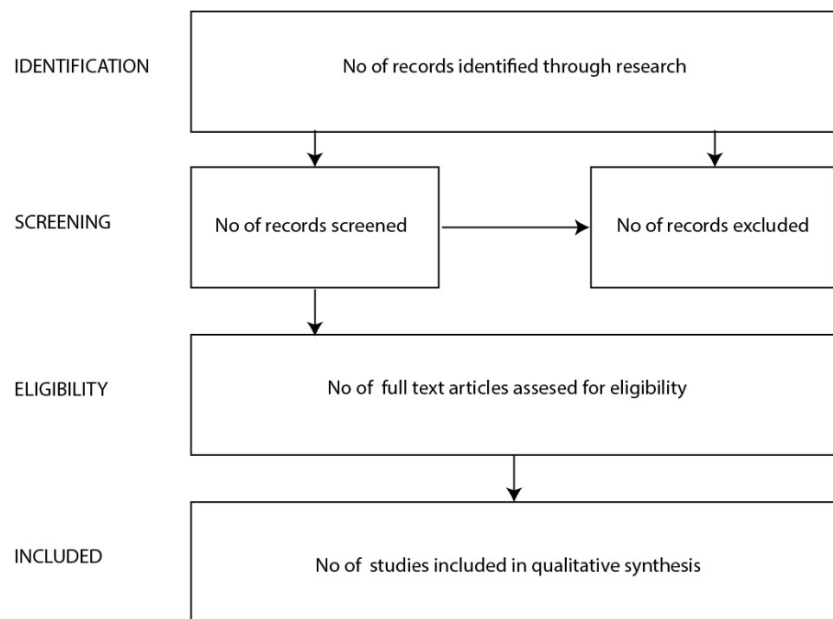 IDENTIFICATION
No of records identified through research
SCREENING
No of records screened
No of records excluded
ELIGIBILITY
No of full text articles assesed for eligibility
INCLUDED
No of studies included in qualitative synthesis